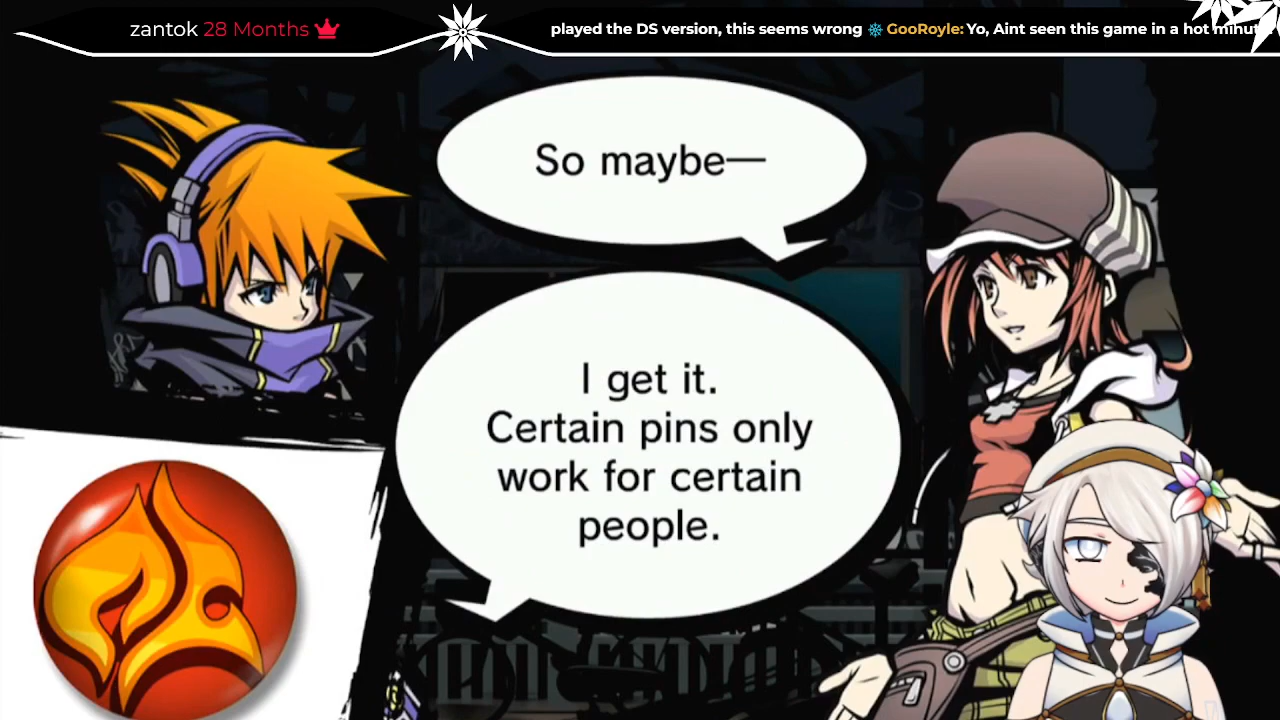 zantok 28 Months
played the DS version, this seems wrong GooRoyle: Yo, Aint seen this game in a hot minute
So maybe—
I get it.
Certain pins only
work for certain
people.